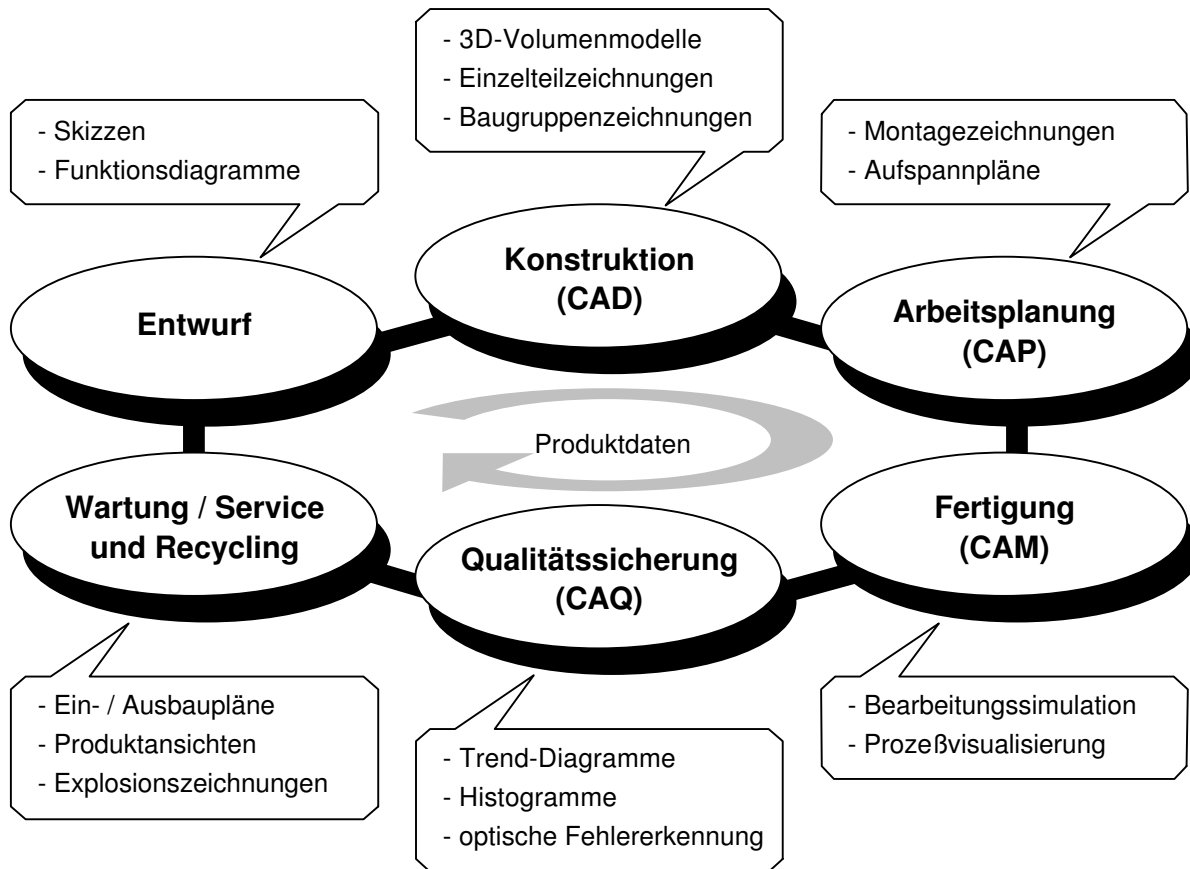 - 3D-Volumenmodelle
- Einzelteilzeichnungen
- Baugruppenzeichnungen
- Skizzen
- Funktionsdiagramme
- Montagezeichnungen
- Aufspannpläne
Entwurf
Konstruktion
(CAD)
Arbeitsplanung
(CAP)
Produktdaten
Wartung / Service
und Recycling
Qualitätssicherung
(CAQ)
Fertigung
(CAM)
- Ein- / Ausbaupläne
- Produktansichten
- Explosionszeichnungen
- Trend-Diagramme
- Histogramme
- optische Fehlererkennung
- Bearbeitungssimulation
- Prozeßvisualisierung